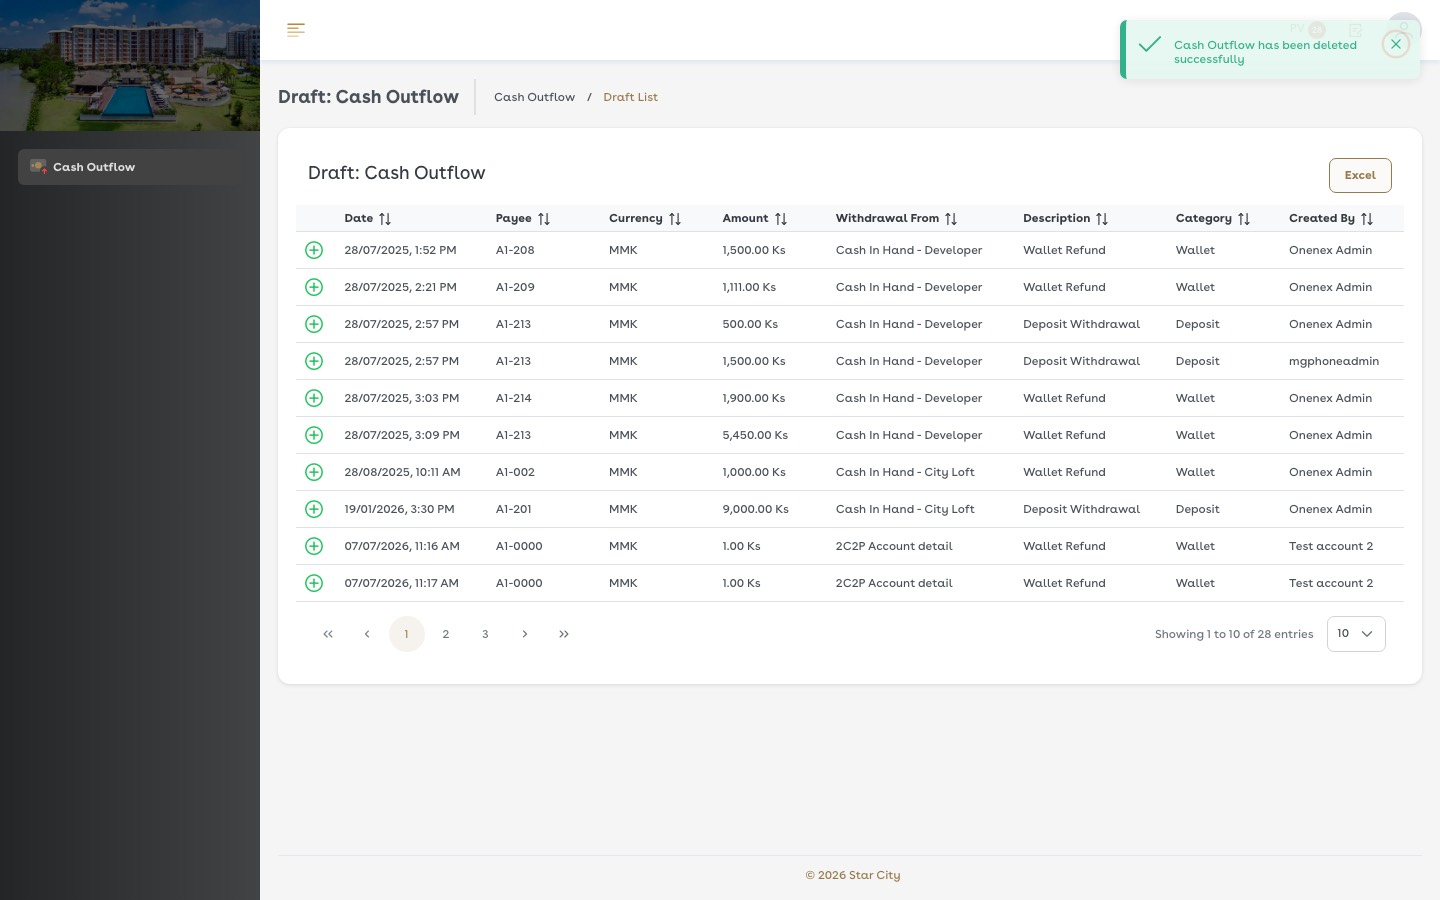 PV
Cash Outflow has been deleted
successfully
Draft: Cash Outflow
Cash Outflow / Draft List
Cash Outflow
Draft: Cash Outflow
Excel
Date Payee Currency Amount Withdrawal From Description Category Created By
28/07/2025, 1:52 PM A1-208 MMK 1,500.00 Ks Cash In Hand - Developer Wallet Refund Wallet Onenex Admin
28/07/2025, 2:21 PM A1-209 MMK 1,111.00 Ks Cash In Hand - Developer Wallet Refund Wallet Onenex Admin
28/07/2025, 2:57 PM A1-213 MMK 500.00 Ks Cash In Hand - Developer Deposit Withdrawal Deposit Onenex Admin
28/07/2025, 2:57 PM A1-213 MMK 1,500.00 Ks Cash In Hand - Developer Deposit Withdrawal Deposit mgphoneadmin
28/07/2025, 3:03 PM A1-214 MMK 1,900.00 Ks Cash In Hand - Developer Wallet Refund Wallet Onenex Admin
28/07/2025, 3:09 PM A1-213 MMK 5,450.00 Ks Cash In Hand - Developer Wallet Refund Wallet Onenex Admin
28/08/2025, 10:11 AM A1-002 MMK 1,000.00 Ks Cash In Hand - City Loft Wallet Refund Wallet Onenex Admin
19/01/2026, 3:30 PM A1-201 MMK 9,000.00 Ks Cash In Hand - City Loft Deposit Withdrawal Deposit Onenex Admin
07/07/2026, 11:16 AM A1-0000 MMK 1.00 Ks 2C2P Account detail Wallet Refund Wallet Test account 2
07/07/2026, 11:17 AM A1-0000 MMK 1.00 Ks 2C2P Account detail Wallet Refund Wallet Test account 2
1 2 3
Showing 1 to 10 of 28 entries 10
© 2026 Star City